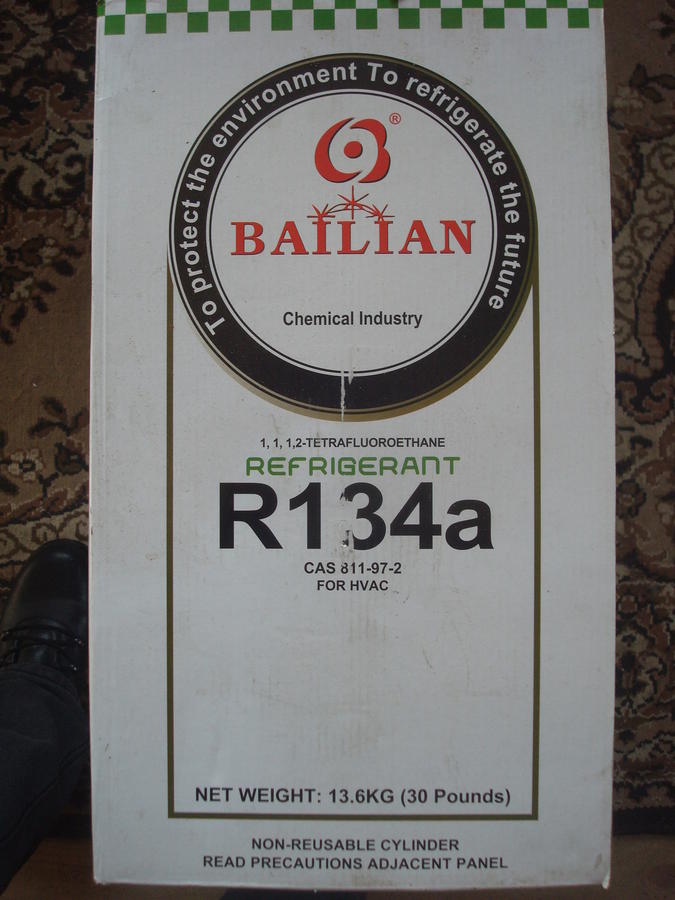 To protect the environment To refrigerate the future
®
BAILIAN
Chemical Industry
1, 1, 1,2-TETRAFLUOROETHANE
REFRIGERANT
R134a
CAS 811-97-2
FOR HVAC
NET WEIGHT: 13.6KG (30 Pounds)
NON-REUSABLE CYLINDER
READ PRECAUTIONS ADJACENT PANEL